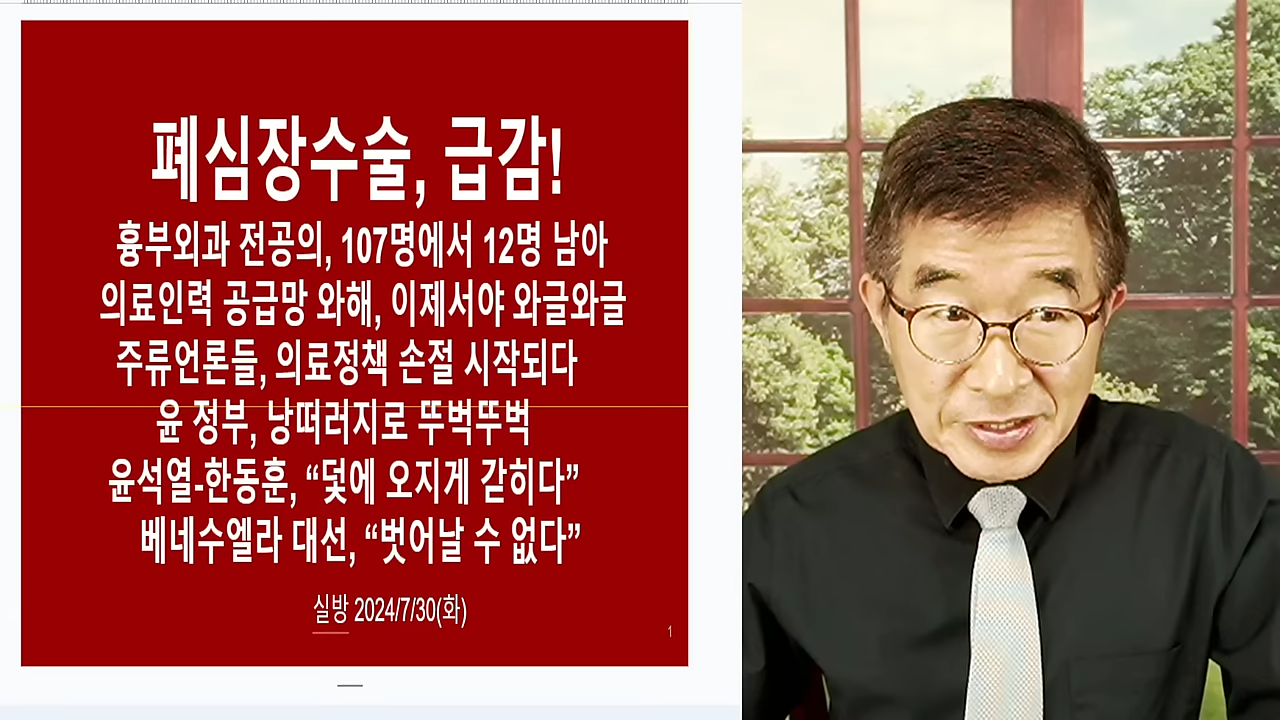 폐심장수술, 급감!
흉부외과 전공의, 107명에서 12명 남아
의료인력 공급망 와해, 이제서야 와글와글
주류언론들, 의료정책 손절 시작되다
윤 정부, 낭떠러지로 뚜벅뚜벅
윤석열-한동훈, “덫에 오지게 갇히다”
베네수엘라 대선, “벗어날 수 없다”
실방 2024/7/30(화)
1